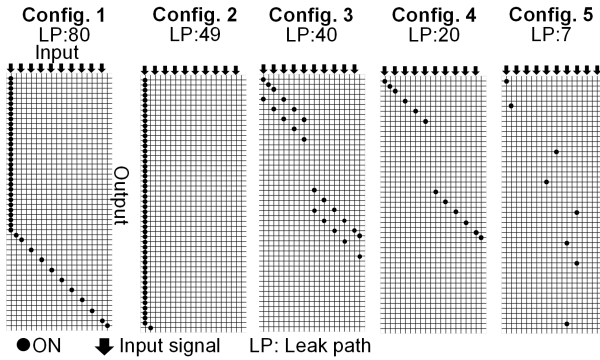 Config. 1 Config. 2 Config. 3 Config. 4 Config. 5
LP:80 LP:49 LP:40 LP:20 LP:7
Input
Output
ON Input signal LP: Leak path